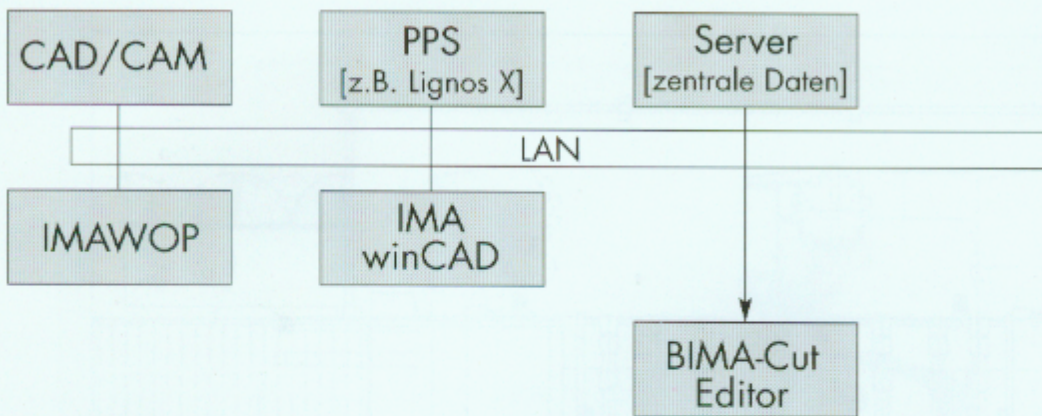 CAD/CAM
PPS
[z.B. Lignos X]
Server
[zentrale Daten]
LAN
IMAWOP
IMA
winCAD
BIMA-Cut
Editor